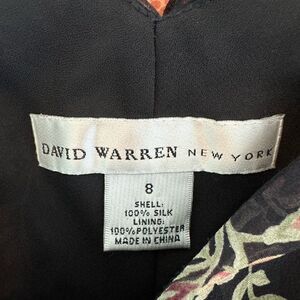 DAVID WARREN NEW YORK
8
SHELL:
100% SILK
LINING:
100% POLYESTER
MADE IN CHINA